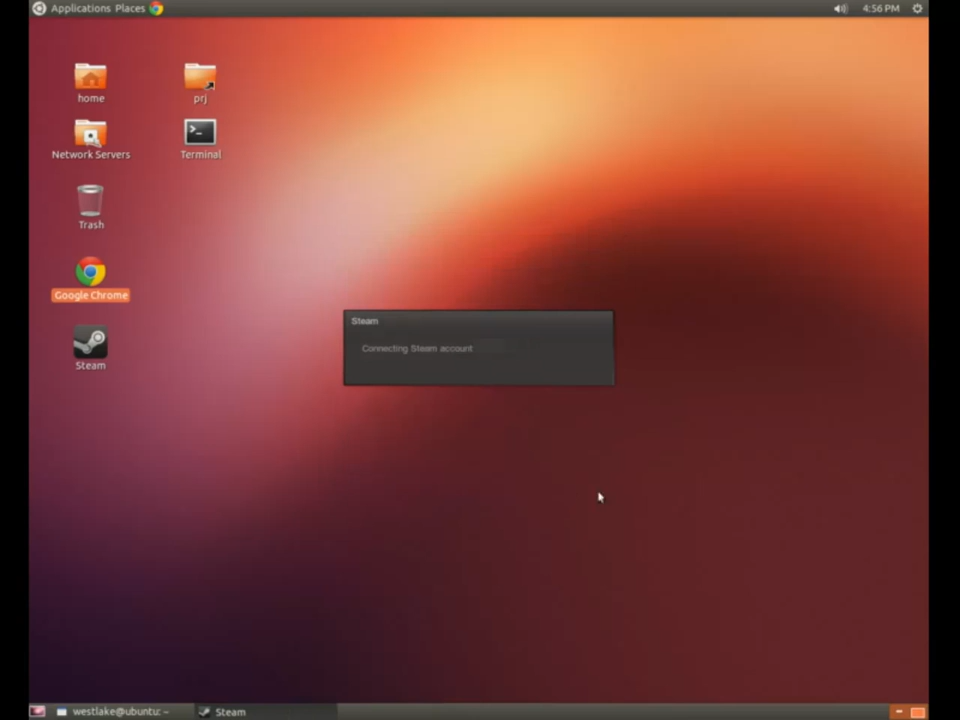 Applications Places
4:56 PM
home
prj
Network Servers
Terminal
Trash
Google Chrome
Steam
Steam
Connecting Steam account
westlake@ubuntu: ~
Steam